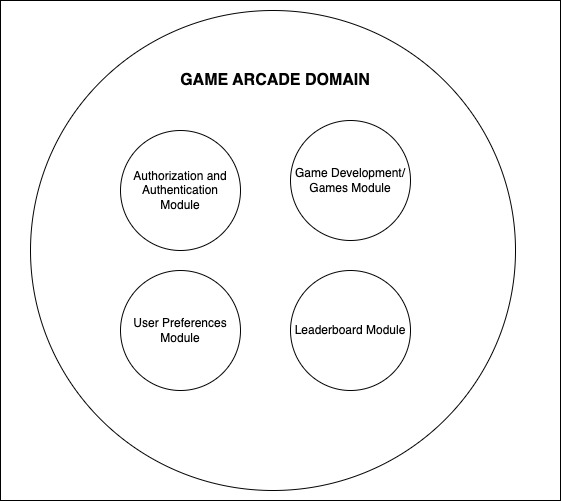 GAME ARCADE DOMAIN
Authorization and
Authentication
Module
Game Development/
Games Module
User Preferences
Module
Leaderboard Module